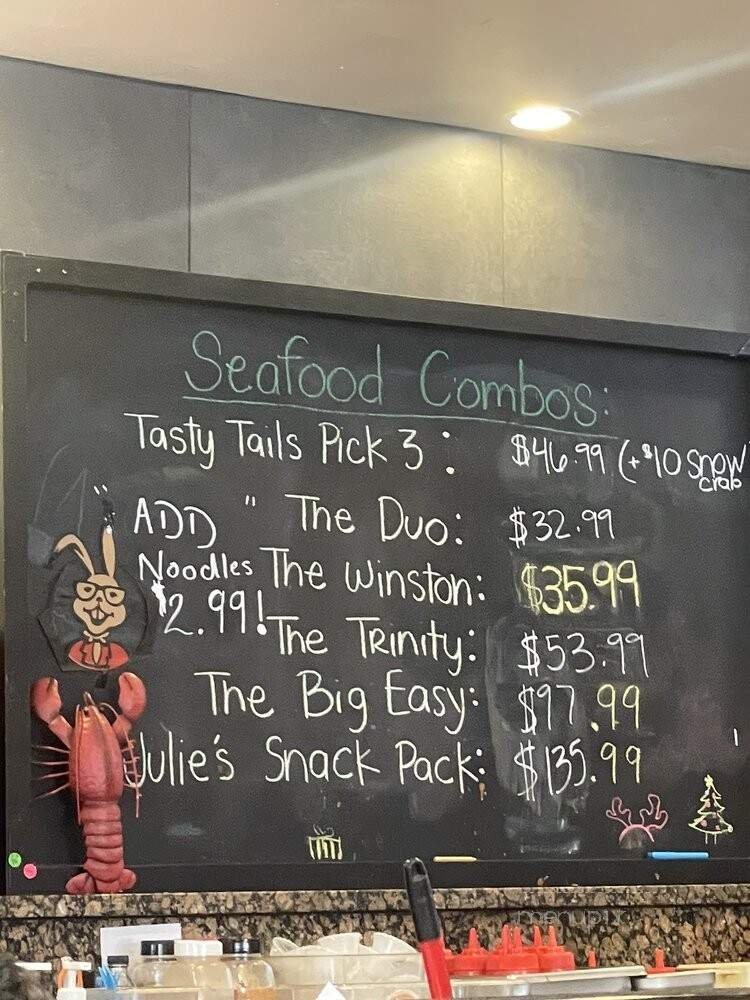 Seafood Combos:
Tasty Tails Pick 3: $46.99 (+$10 Snow crab
The Duo: $32.99
The Winston: $35.99
The Trinity: $53.99
The Big Easy: $97.99
Julie's Snack Pack: $135.99
"ADD"
Noodles
$2.99!
menupix